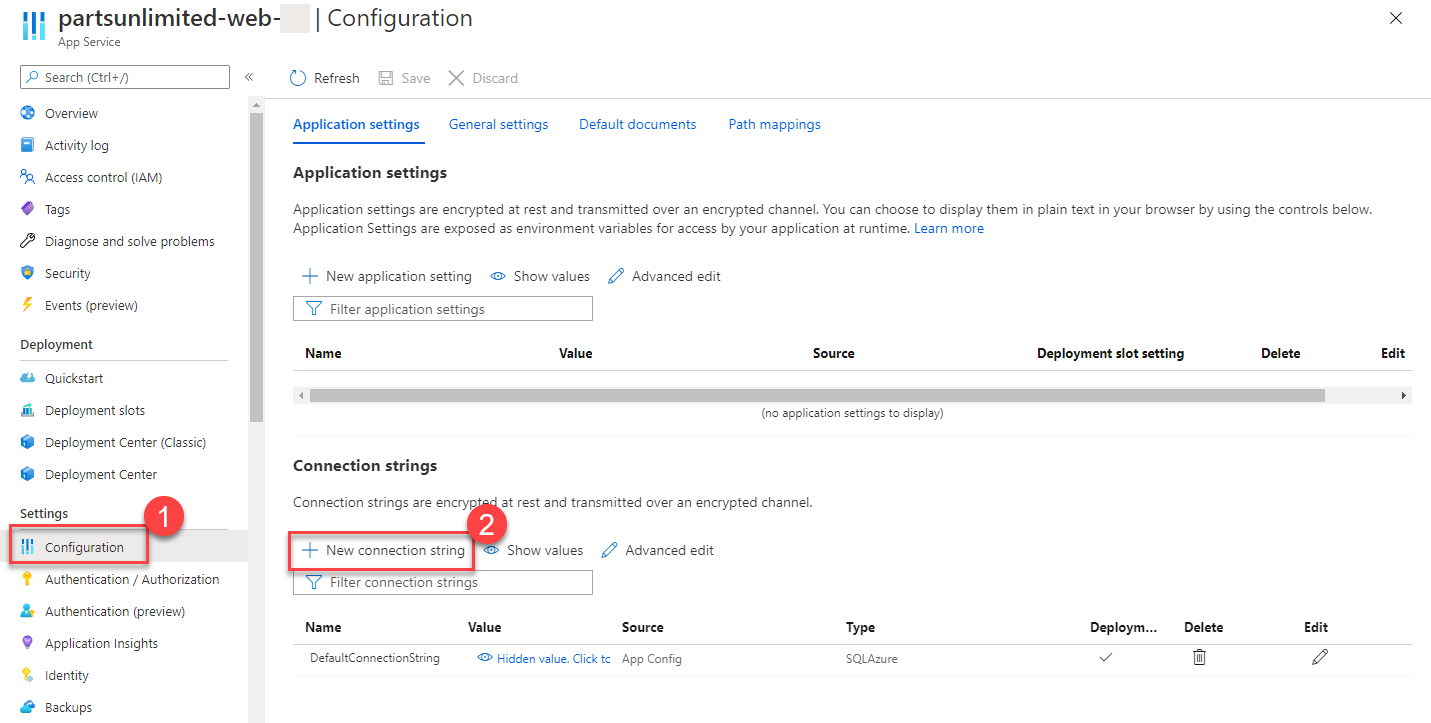 partsunlimited-web- | Configuration
App Service
Search (Ctrl+/)
«
Overview
Activity log
Access control (IAM)
Tags
Diagnose and solve problems
Security
Events (preview)
Deployment
Quickstart
Deployment slots
Deployment Center (Classic)
Deployment Center
Settings
1
Configuration
Authentication / Authorization
Authentication (preview)
Application Insights
Identity
Backups
Refresh Save Discard
Application settings General settings Default documents Path mappings
Application settings
Application settings are encrypted at rest and transmitted over an encrypted channel. You can choose to display them in plain text in your browser by using the controls below.
Application Settings are exposed as environment variables for access by your application at runtime. Learn more
New application setting Show values Advanced edit
Filter application settings
Name Value Source Deployment slot setting Delete Edit
(no application settings to display)
Connection strings
Connection strings are encrypted at rest and transmitted over an encrypted channel.
2
New connection string Show values Advanced edit
Filter connection strings
Name Value Source Type Deploym... Delete Edit
DefaultConnectionString Hidden value. Click to App Config SQLAzure